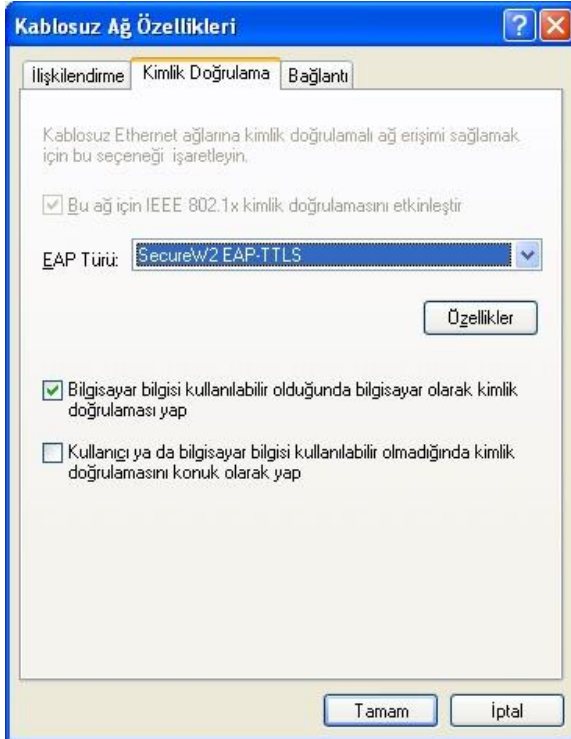 Kablosuz Ağ Özellikleri
İlişkilendirme Kimlik Doğrulama Bağlantı
Kablosuz Ethernet ağlarına kimlik doğrulamalı ağ erişimi sağlamak
için bu seçeneği işaretleyin.
Bu ağ için IEEE 802.1x kimlik doğrulamasını etkinleştir
EAP Türü: SecureW2 EAP-TTLS
Özellikler
Bilgisayar bilgisi kullanılabilir olduğunda bilgisayar olarak kimlik
doğrulaması yap
Kullanıcı ya da bilgisayar bilgisi kullanılabilir olmadığında kimlik
doğrulamasını konuk olarak yap
Tamam İptal